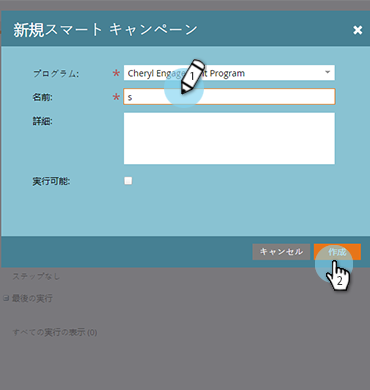 新規スマート キャンペーン
プログラム: * Cheryl Engagement Program
名前: * s
詳細:
実行可能:
キャンセル 作成
ステップなし
最後の実行
すべての実行の表示 (0)
1
2